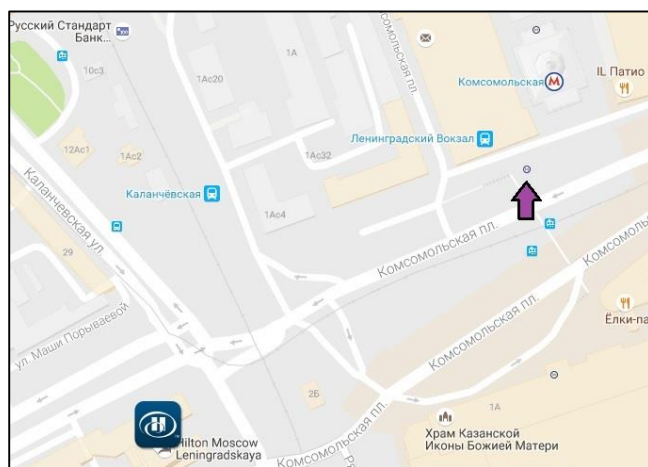 Русский Стандарт
Банк...
10с3
1А
Комсомольская пл.
Комсомольская
М
IL Патио
1Ас20
12Ас1
1Ас2
1Ас32
Ленинградский Вокзал
Каланчёвская
Каланчевская ул.
1Ас4
29
Комсомольская пл.
Комсомольская
ул. Маши Порываевой
Комсомольская пл.
Ёлки-па
2Б
H
Hilton Moscow
Leningradskaya
Комсомольская пл.
1А
Храм Казанской
Иконы Божией Матери